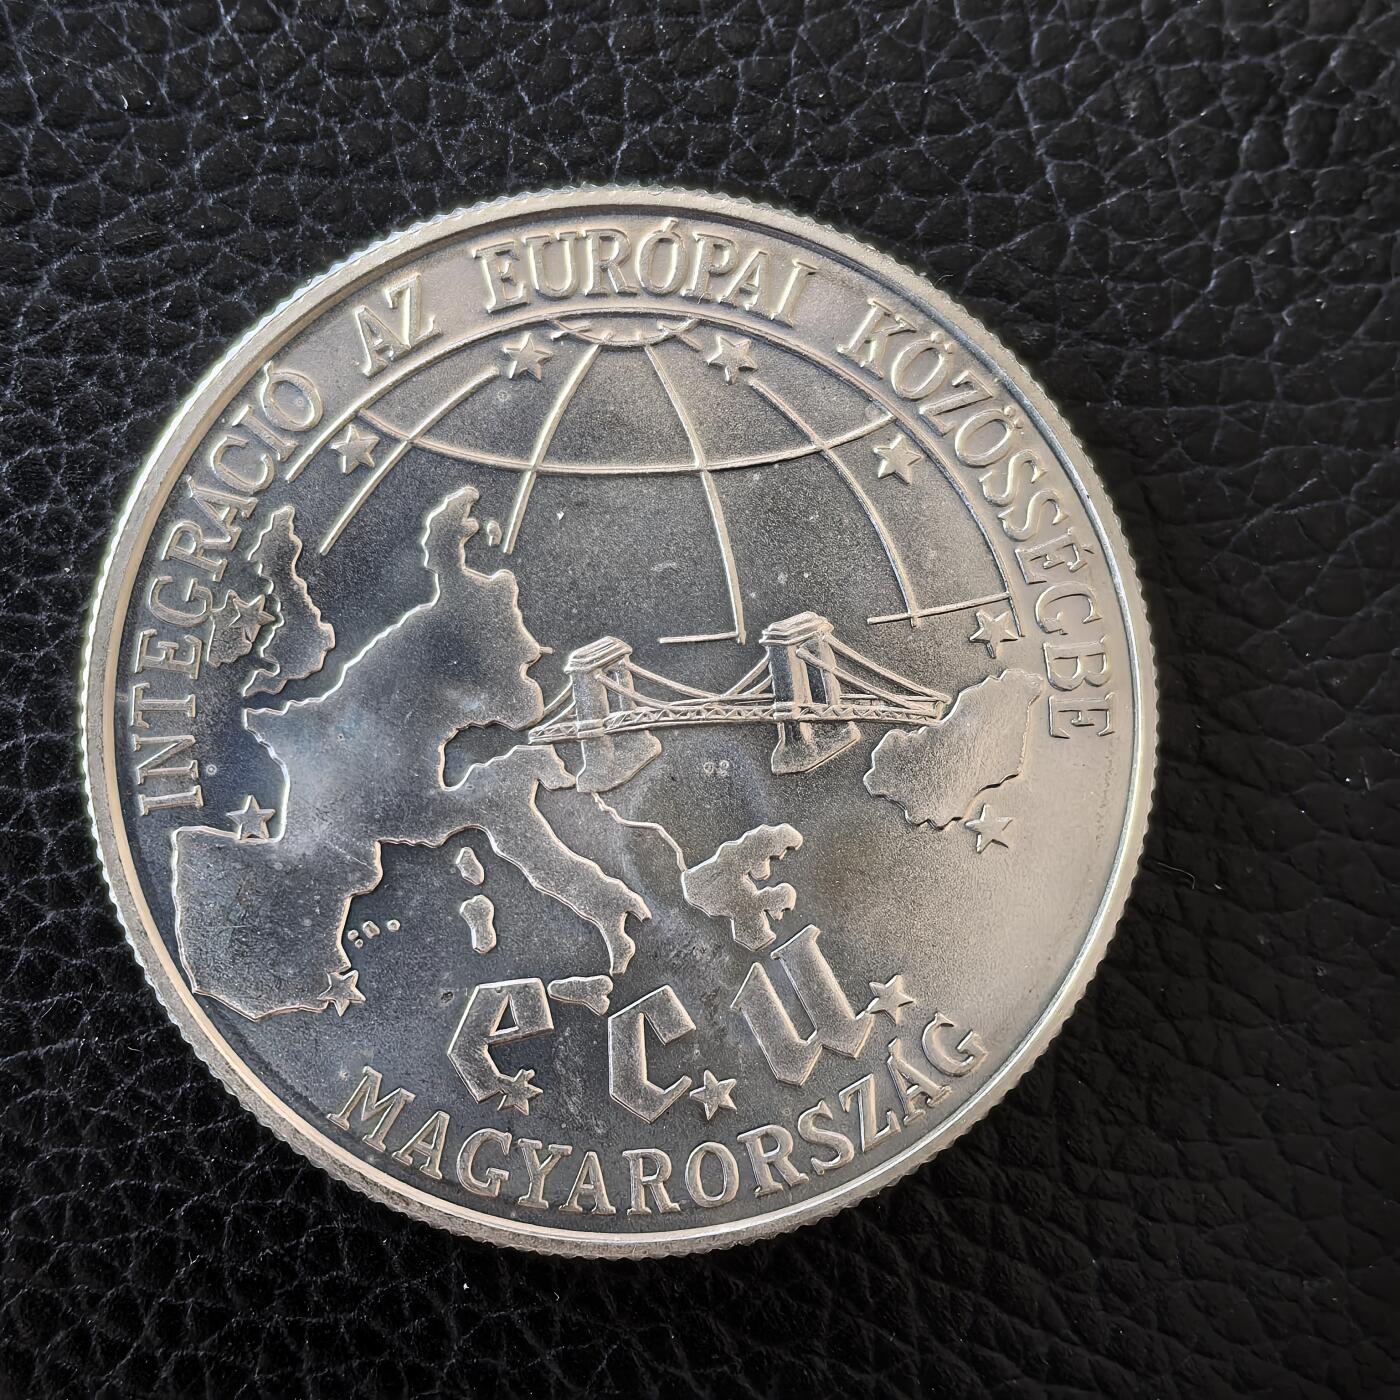 INTEGRÁCIÓ AZ EURÓPAI KÖZÖSSÉGBE
ecu
MAGYARORSZÁG